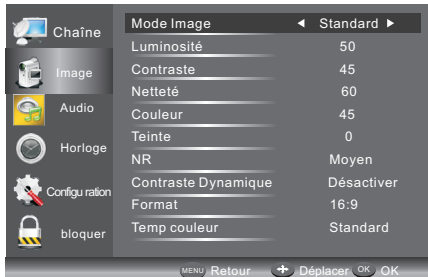 Chaîne
Image
Audio
Horloge
Configu ration
bloquer
Mode Image Standard
Luminosité 50
Contraste 45
Netteté 60
Couleur 45
Teinte 0
NR Moyen
Contraste Dynamique Désactiver
Format 16:9
Temp couleur Standard
MENU Retour Déplacer OK OK